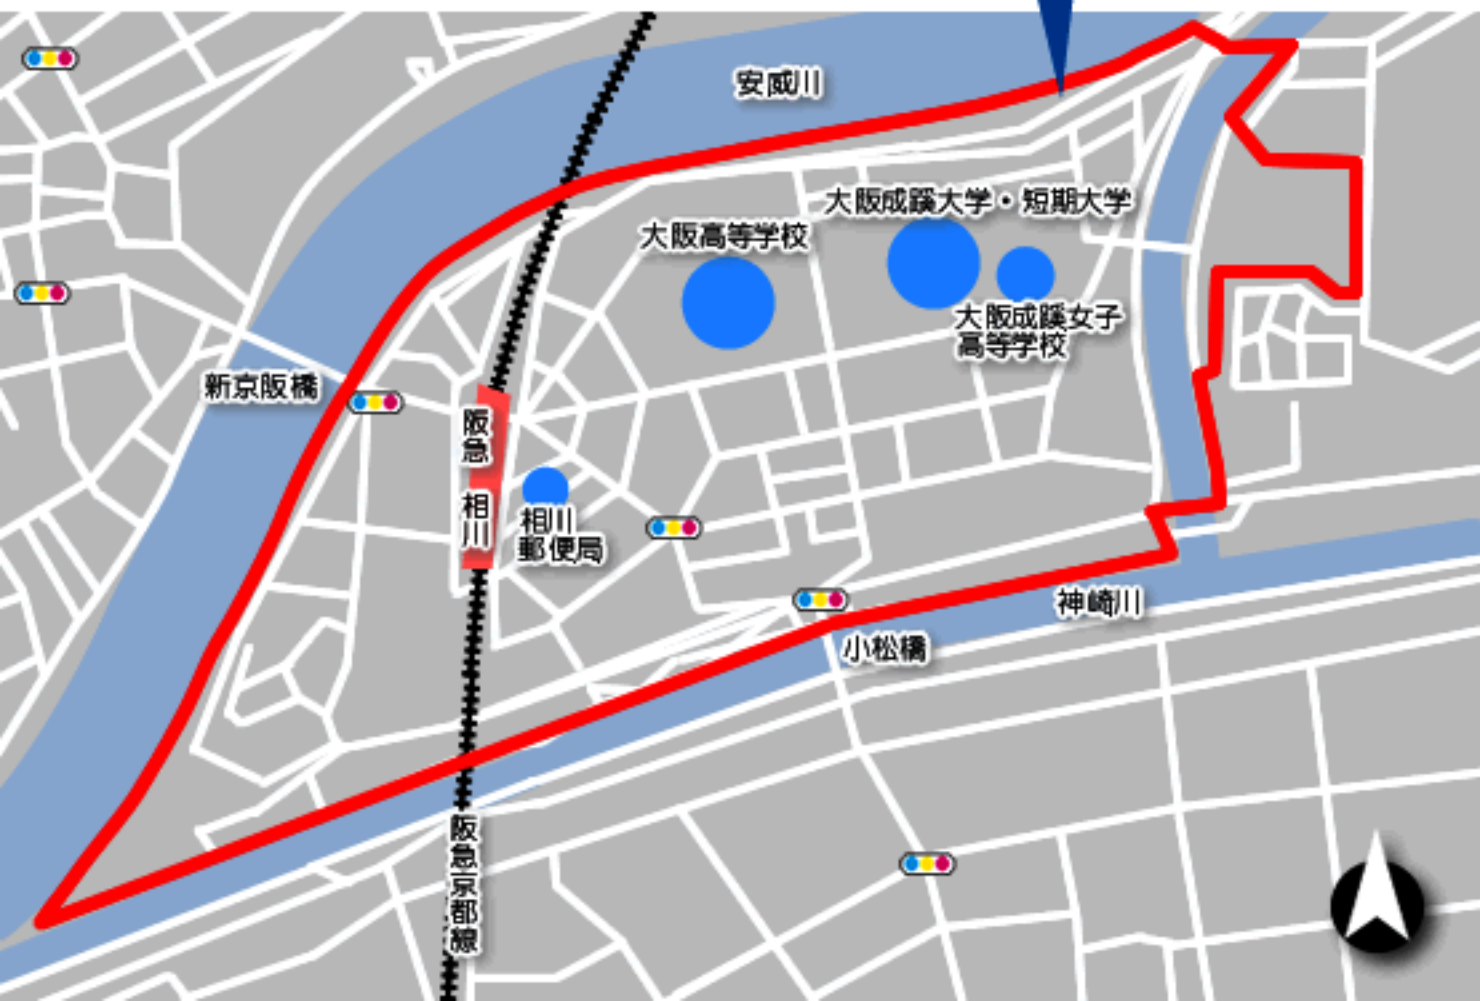 安威川
大阪成蹊大学・短期大学
大阪高等学校
大阪成蹊女子
高等学校
新京阪橋
阪急 相川
相川
郵便局
神崎川
小松橋
阪急京都線